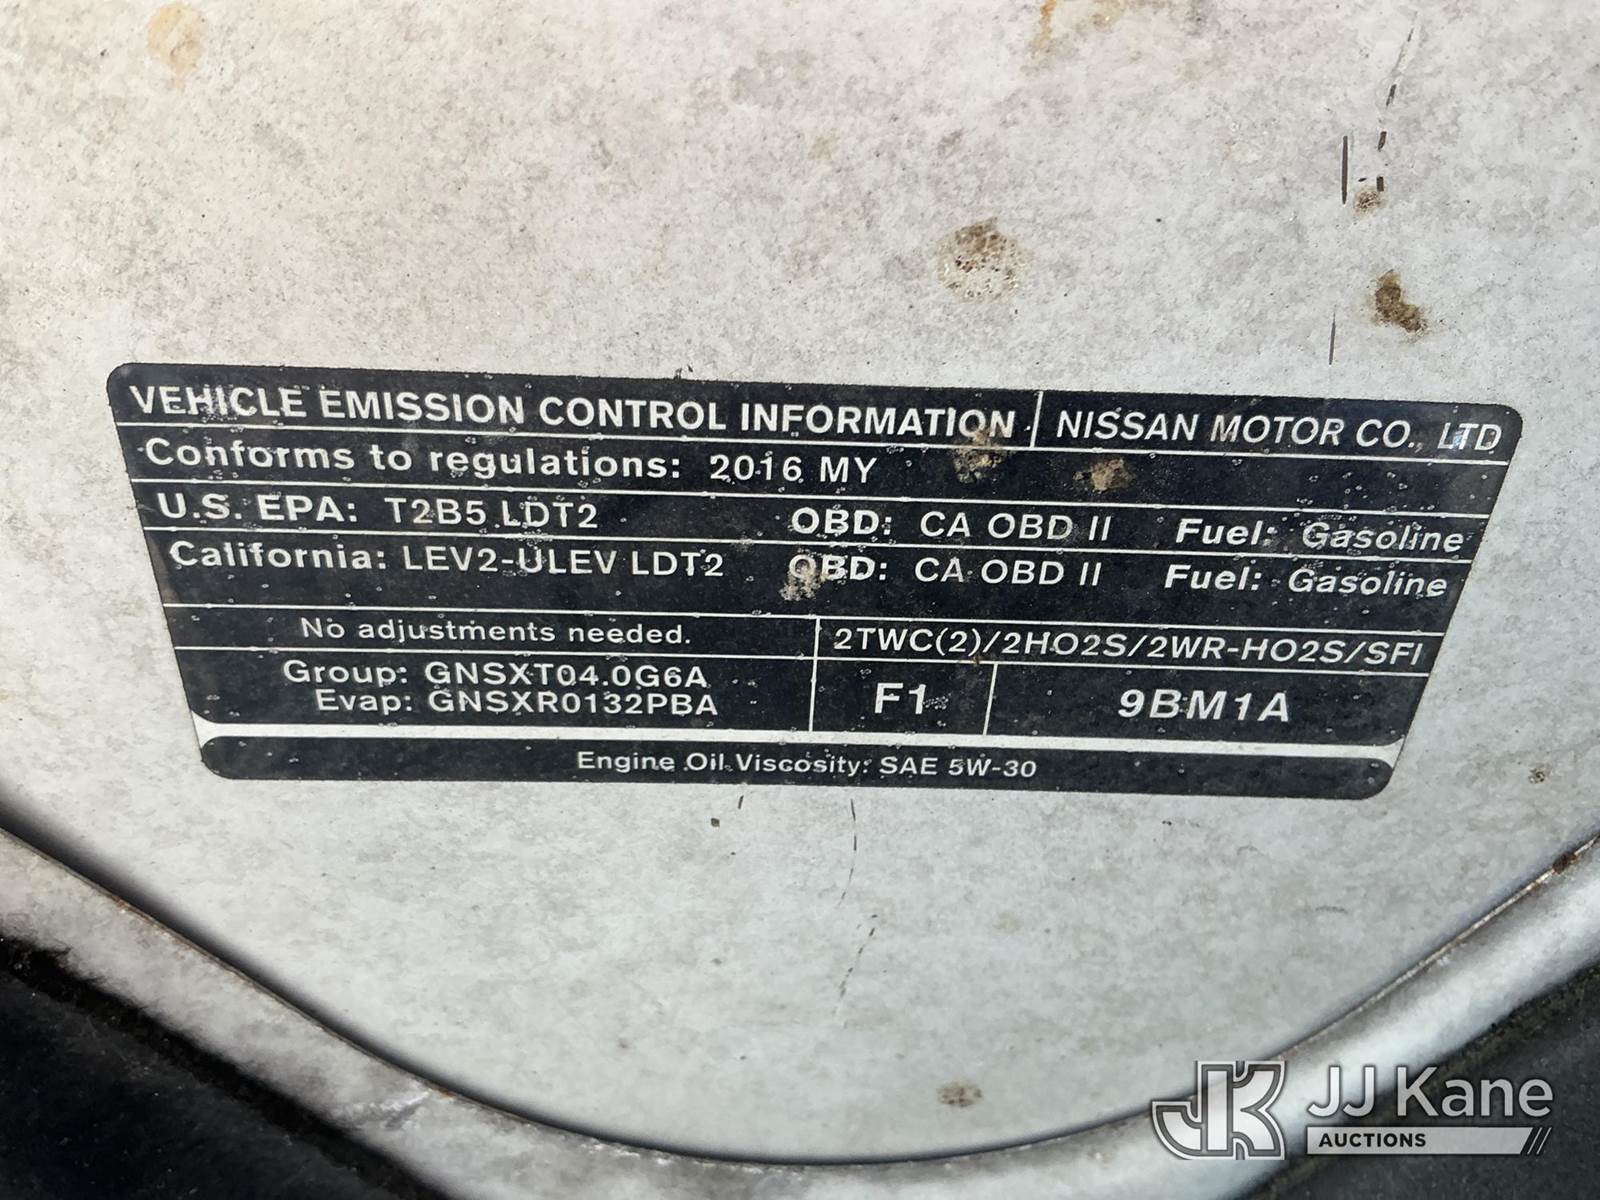 VEHICLE EMISSION CONTROL INFORMATION NISSAN MOTOR CO., LTD
Conforms to regulations: 2016 MY
U.S. EPA: T2B5 LDT2 OBD: CA OBD II Fuel: Gasoline
California: LEV2-ULEV LDT2 OBD: CA OBD II Fuel: Gasoline
No adjustments needed. 2TWC(2)/2HO2S/2WR-HO2S/SFI
Group: GNSXT04.0G6A
Evap: GNSXR0132PBA
F1 9BM1A
Engine Oil Viscosity: SAE 5W-30
JK JJ Kane
AUCTIONS